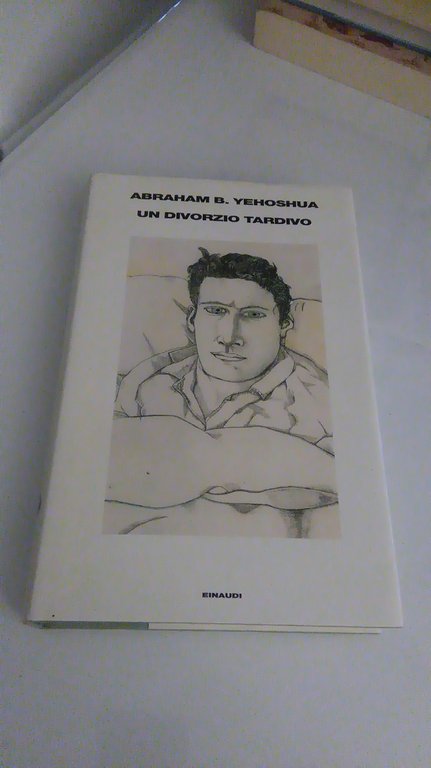 ABRAHAM B. YEHOSHUA
UN DIVORZIO TARDIVO
EINAUDI